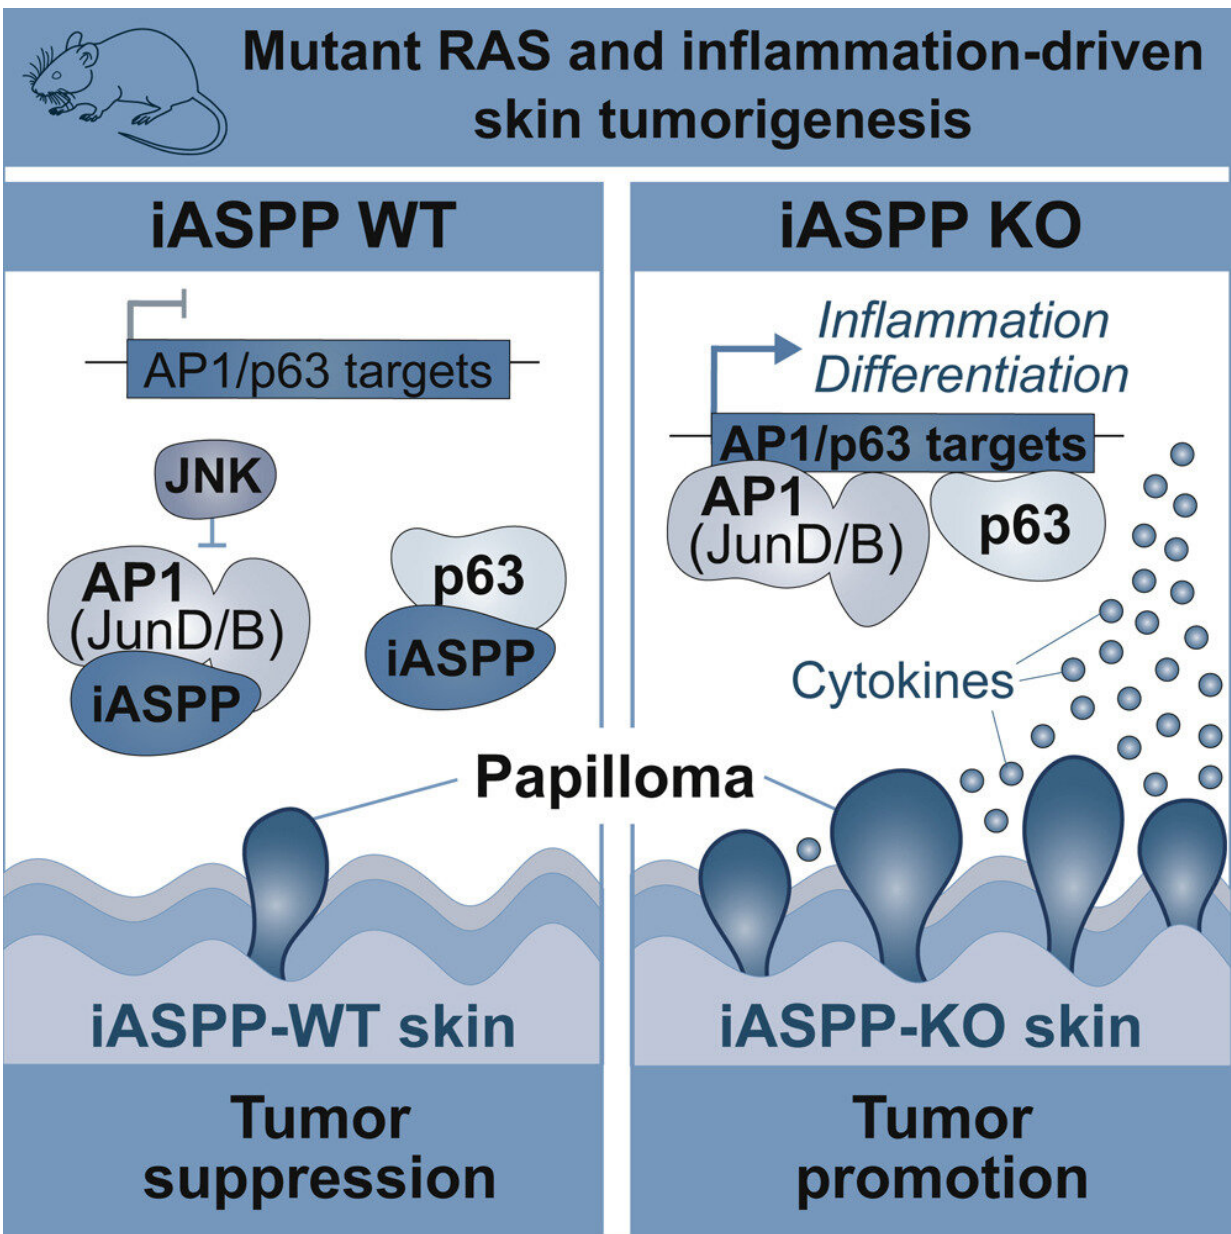 Mutant RAS and inflammation-driven
skin tumorigenesis
iASPP WT
AP1/p63 targets
JNK
AP1
(JunD/B)
iASPP
p63
iASPP
iASPP KO
Inflammation
Differentiation
AP1/p63 targets
AP1
(JunD/B)
p63
Cytokines
Papilloma
iASPP-WT skin
iASPP-KO skin
Tumor
suppression
Tumor
promotion